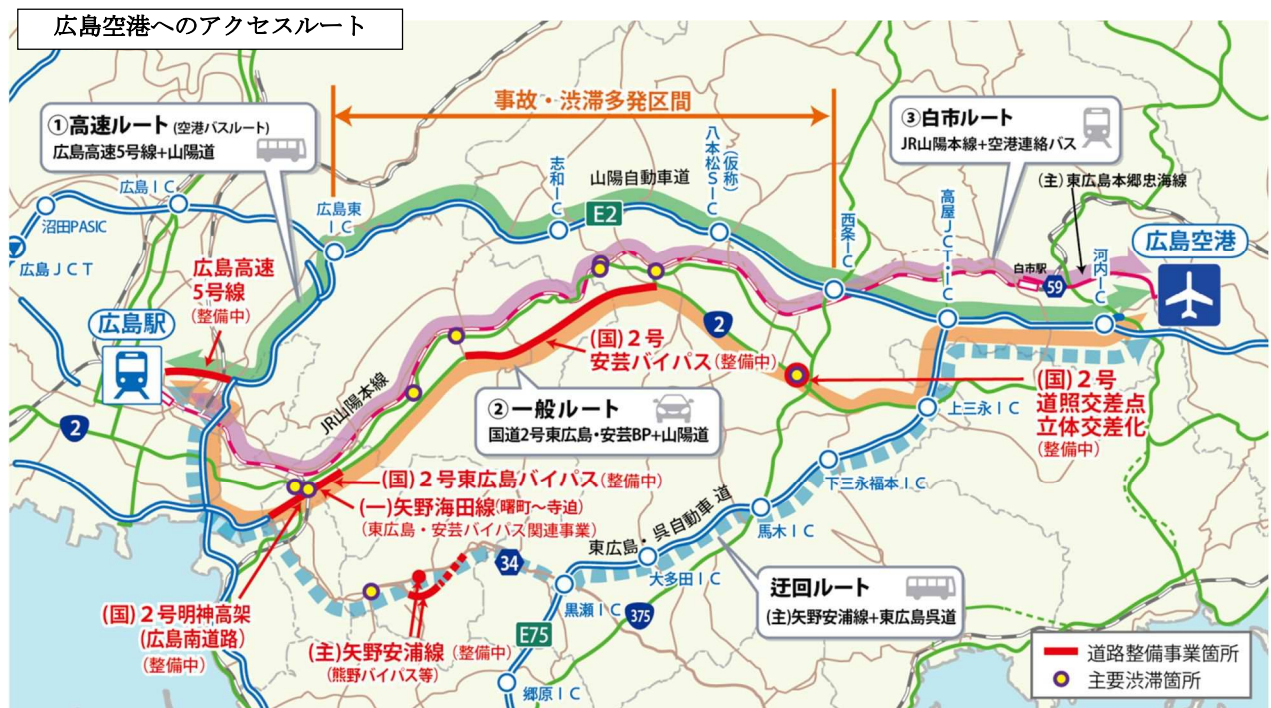 広島空港へのアクセスルート
事故・渋滞多発区間
①高速ルート(空港バスルート)
広島高速5号線+山陽道
③白市ルート
JR山陽本線+空港連絡バス
(主)東広島本郷忠海線
広島IC
沼田PASIC
広島JCT
広島東
IC
志和IC
山陽自動車道
E2
(仮称)
八本松SIC
西条IC
高屋JCT・IC
白市駅
59
河内IC
広島空港
広島高速
5号線
(整備中)
広島駅
2
JR山陽本線
2
(国)2号
安芸バイパス(整備中)
②一般ルート
国道2号東広島・安芸BP+山陽道
(国)2号
道照交差点
立体交差化
(整備中)
上三永IC
下三永福本IC
馬木IC
大多田IC
黒瀬IC
郷原IC
東広島・呉自動車道
(国)2号東広島バイパス(整備中)
(一)矢野海田線(曙町～寺迫)
(東広島・安芸バイパス関連事業)
34
375
E75
迂回ルート
(主)矢野安浦線+東広島呉道
(国)2号明神高架
(広島南道路)
(整備中)
(主)矢野安浦線(整備中)
(熊野バイパス等)
道路整備事業箇所
主要渋滞箇所